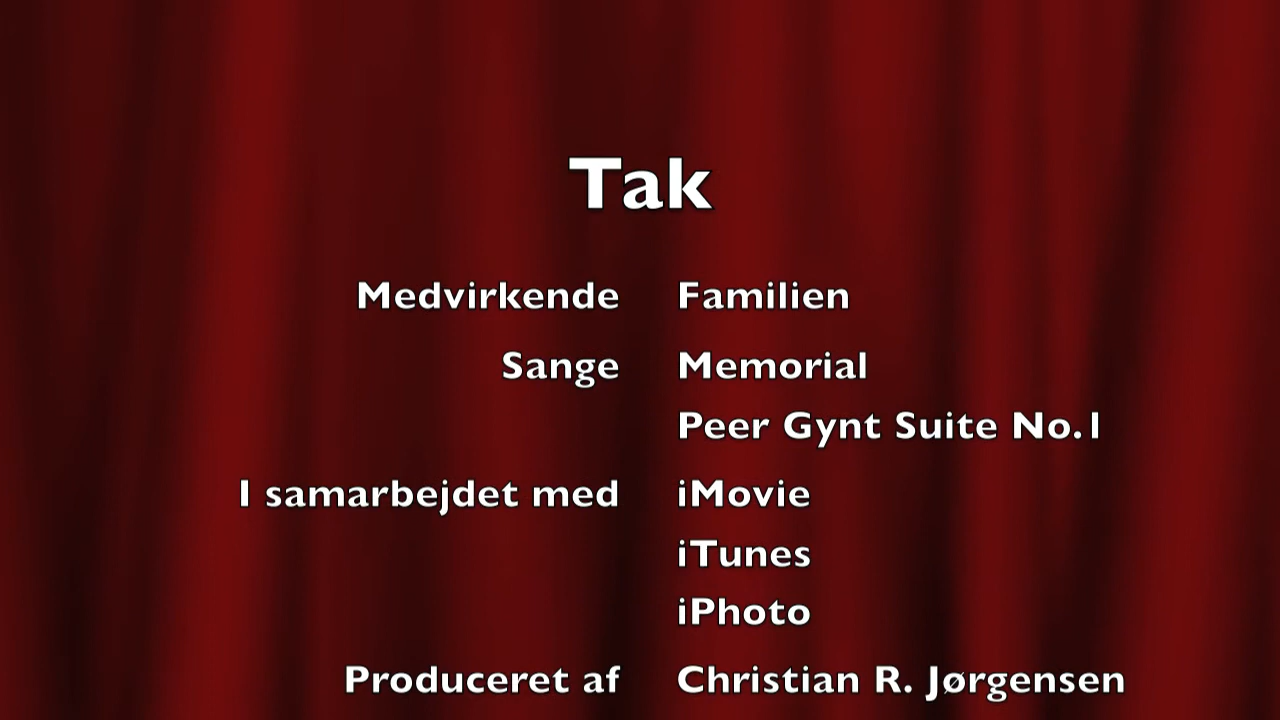 Tak
Medvirkende Familien
Sange Memorial
Peer Gynt Suite No.1
I samarbejdet med iMovie
iTunes
iPhoto
Produceret af Christian R. Jørgensen